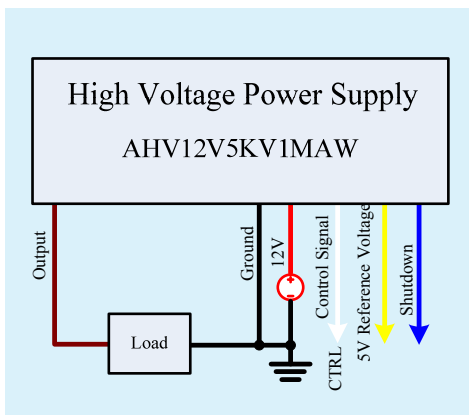 High Voltage Power Supply
AHV12V5KV1MAW
Output
Ground
12V
Control Signal
5V Reference Voltage
Shutdown
Load
CTRL